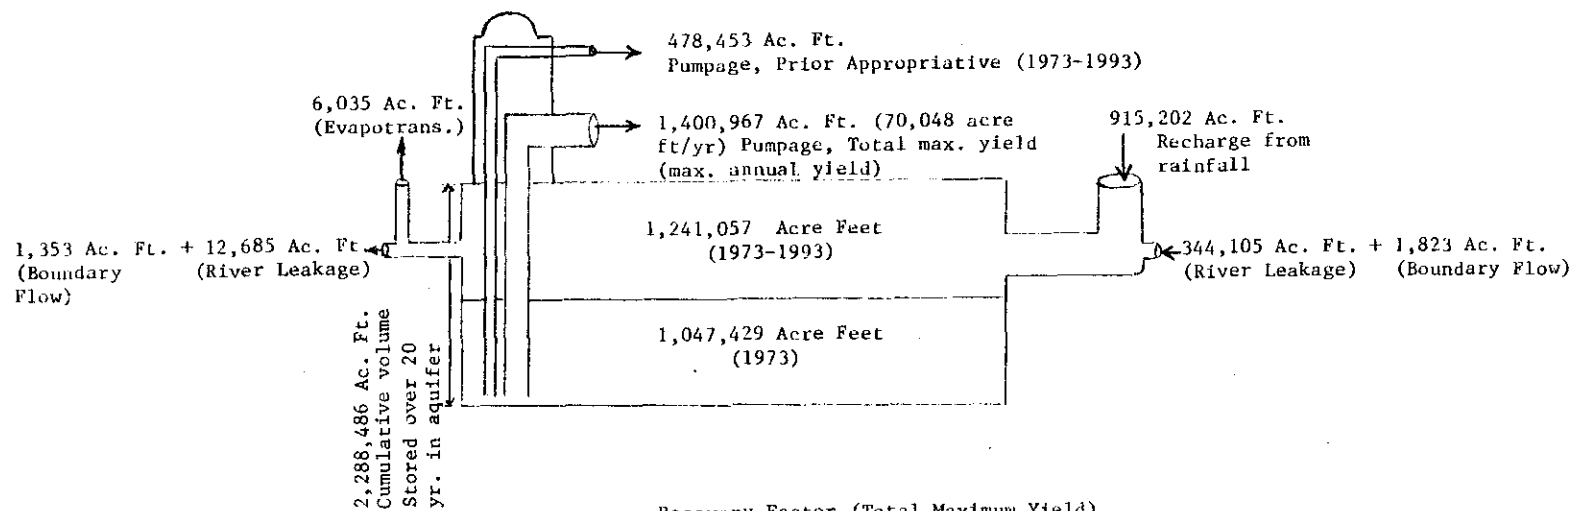 478,453 Ac. Ft.
Pumpage, Prior Appropriative (1973-1993)
6,035 Ac. Ft.
(Evapotrans.)
1,400,967 Ac. Ft. (70,048 acre
ft/yr) Pumpage, Total max. yield
(max. annual yield)
915,202 Ac. Ft.
Recharge from
rainfall
1,241,057 Acre Feet
(1973-1993)
1,353 Ac. Ft. + 12,685 Ac. Ft.
(Boundary (River Leakage)
Flow)
344,105 Ac. Ft. + 1,823 Ac. Ft.
(River Leakage) (Boundary Flow)
1,047,429 Acre Feet
(1973)
2,288,486 Ac. Ft.
Cumulative volume
Stored over 20
yr. in aquifer
Recovery Factor (Total Maximum Yield)